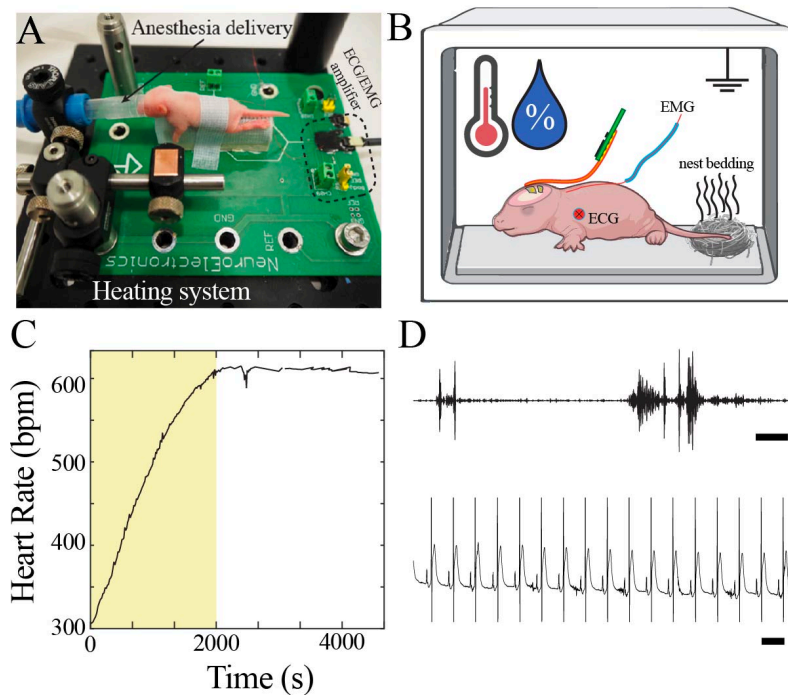 A
Anesthesia delivery
ECG/EMG
amplifier
GND
REF
NeuroElectronics
Heating system
B
%
EMG
nest bedding
ECG
C
Heart Rate (bpm)
600
500
400
300
0
2000
4000
Time (s)
D